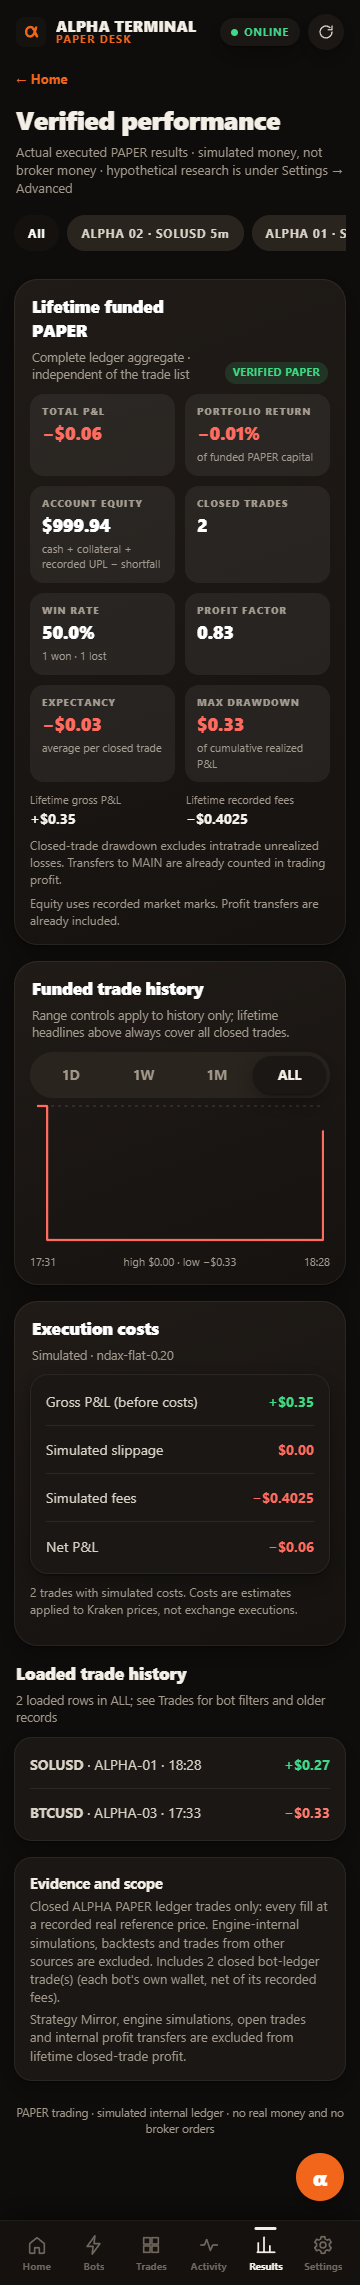 α
ALPHA TERMINAL
PAPER DESK
ONLINE
← Home
Verified performance
Actual executed PAPER results · simulated money, not
broker money · hypothetical research is under Settings →
Advanced
All
ALPHA 02 · SOLUSD 5m
ALPHA 01 · S
Lifetime funded
PAPER
Complete ledger aggregate ·
independent of the trade list
VERIFIED PAPER
TOTAL P&L
−$0.06
PORTFOLIO RETURN
−0.01%
of funded PAPER capital
ACCOUNT EQUITY
$999.94
cash + collateral +
recorded UPL − shortfall
CLOSED TRADES
2
WIN RATE
50.0%
1 won · 1 lost
PROFIT FACTOR
0.83
EXPECTANCY
−$0.03
average per closed trade
MAX DRAWDOWN
$0.33
of cumulative realized
P&L
Lifetime gross P&L
+$0.35
Lifetime recorded fees
−$0.4025
Closed-trade drawdown excludes intratrade unrealized
losses. Transfers to MAIN are already counted in trading
profit.
Equity uses recorded market marks. Profit transfers are
already included.
Funded trade history
Range controls apply to history only; lifetime
headlines above always cover all closed trades.
1D
1W
1M
ALL
17:31
high $0.00 · low −$0.33
18:28
Execution costs
Simulated · ndax-flat-0.20
Gross P&L (before costs)
+$0.35
Simulated slippage
$0.00
Simulated fees
−$0.4025
Net P&L
−$0.06
2 trades with simulated costs. Costs are estimates
applied to Kraken prices, not exchange executions.
Loaded trade history
2 loaded rows in ALL; see Trades for bot filters and older
records
SOLUSD · ALPHA-01 · 18:28
+$0.27
BTCUSD · ALPHA-03 · 17:33
−$0.33
Evidence and scope
Closed ALPHA PAPER ledger trades only: every fill at
a recorded real reference price. Engine-internal
simulations, backtests and trades from other
sources are excluded. Includes 2 closed bot-ledger
trade(s) (each bot's own wallet, net of its recorded
fees).
Strategy Mirror, engine simulations, open trades
and internal profit transfers are excluded from
lifetime closed-trade profit.
PAPER trading · simulated internal ledger · no real money and no
broker orders
α
Home
Bots
Trades
Activity
Results
Settings